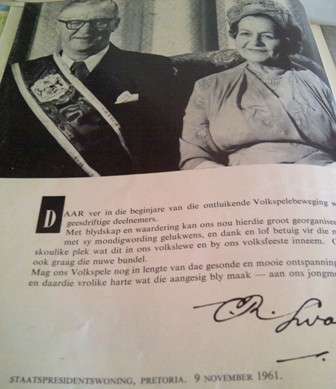 DAAR ver in die beginjare van die ontluikende Volkspelebeweging w
geesdriftige deelnemers.
Met blydskap en waardering kan ons nou hierdie groot georganisee
met sy mondigwording gelukwens, en dank en lof betuig vir die m
skoulike plek wat dit in ons volkslewe en by ons volksfeeste inneem.
ook graag die nuwe bundel.
Mag ons Volkspele nog in lengte van dae gesonde en mooie ontspanning
en daardie vrolike harte wat die aangesig bly maak — aan ons jongm
C.R. Swa
STAATSPRESIDENTSWONING, PRETORIA. 9 NOVEMBER 1961.